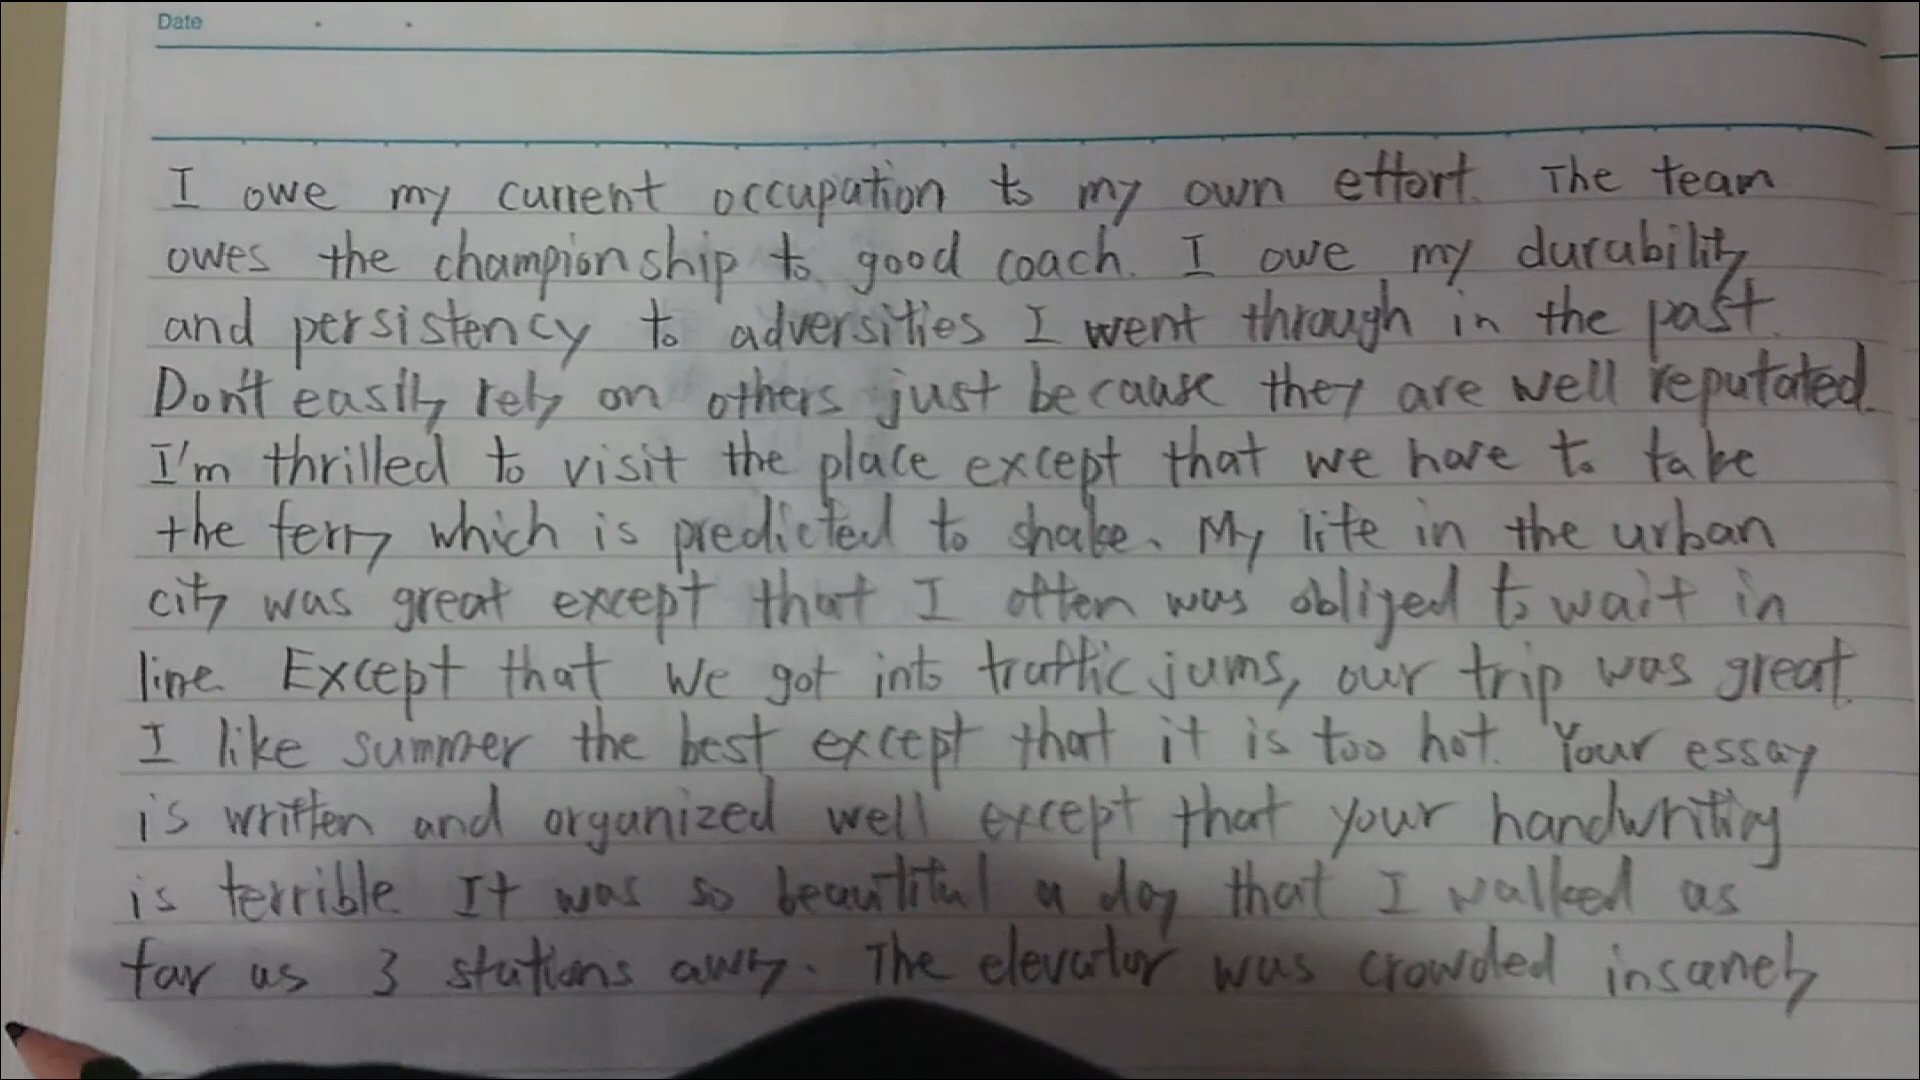 Date
I owe my current occupation to my own effort. The team
owes the championship to good coach. I owe my durability
and persistency to adversities I went through in the past.
Don't easily rely on others just because they are well reputated.
I'm thrilled to visit the place except that we have to take
the ferry which is predicted to shake. My life in the urban
city was great except that I often was obliged to wait in
line. Except that we got into traffic jams, our trip was great.
I like summer the best except that it is too hot. Your essay
is written and organized well except that your handwriting
is terrible. It was so beautiful a day that I walked as
far as 3 stations away. The elevator was crowded insanely